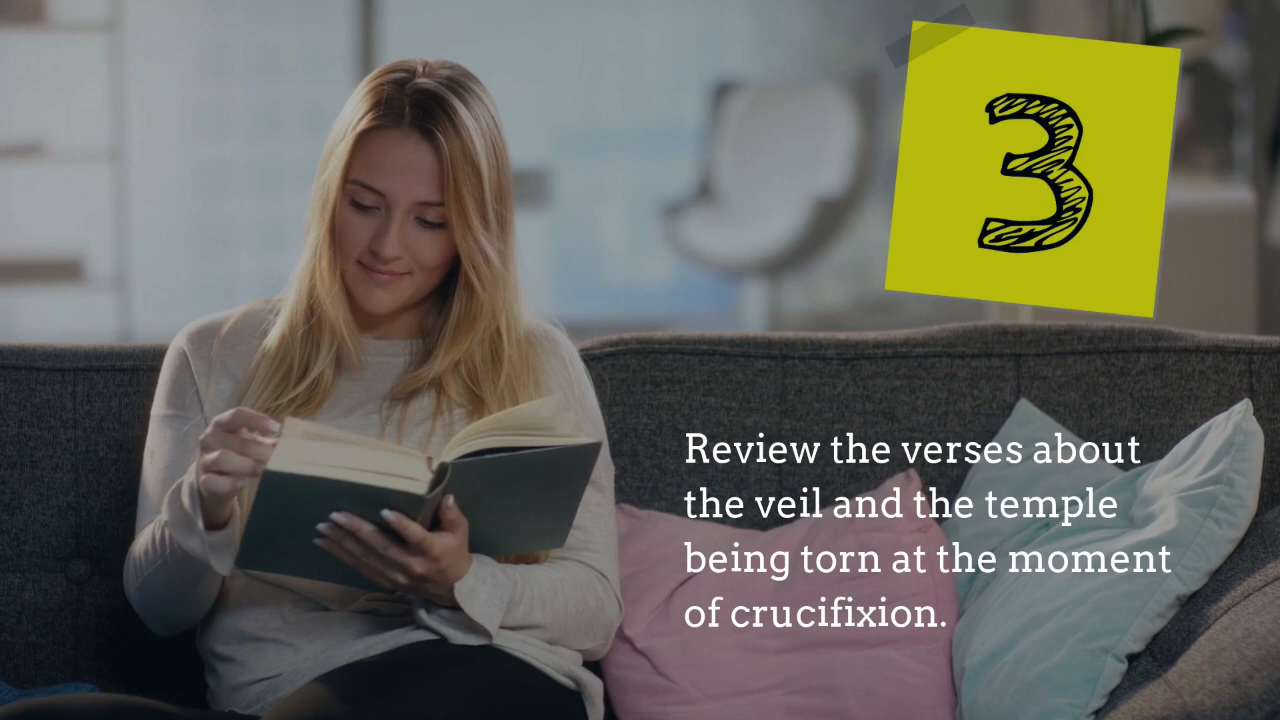 3
Review the verses about
the veil and the temple
being torn at the moment
of crucifixion.